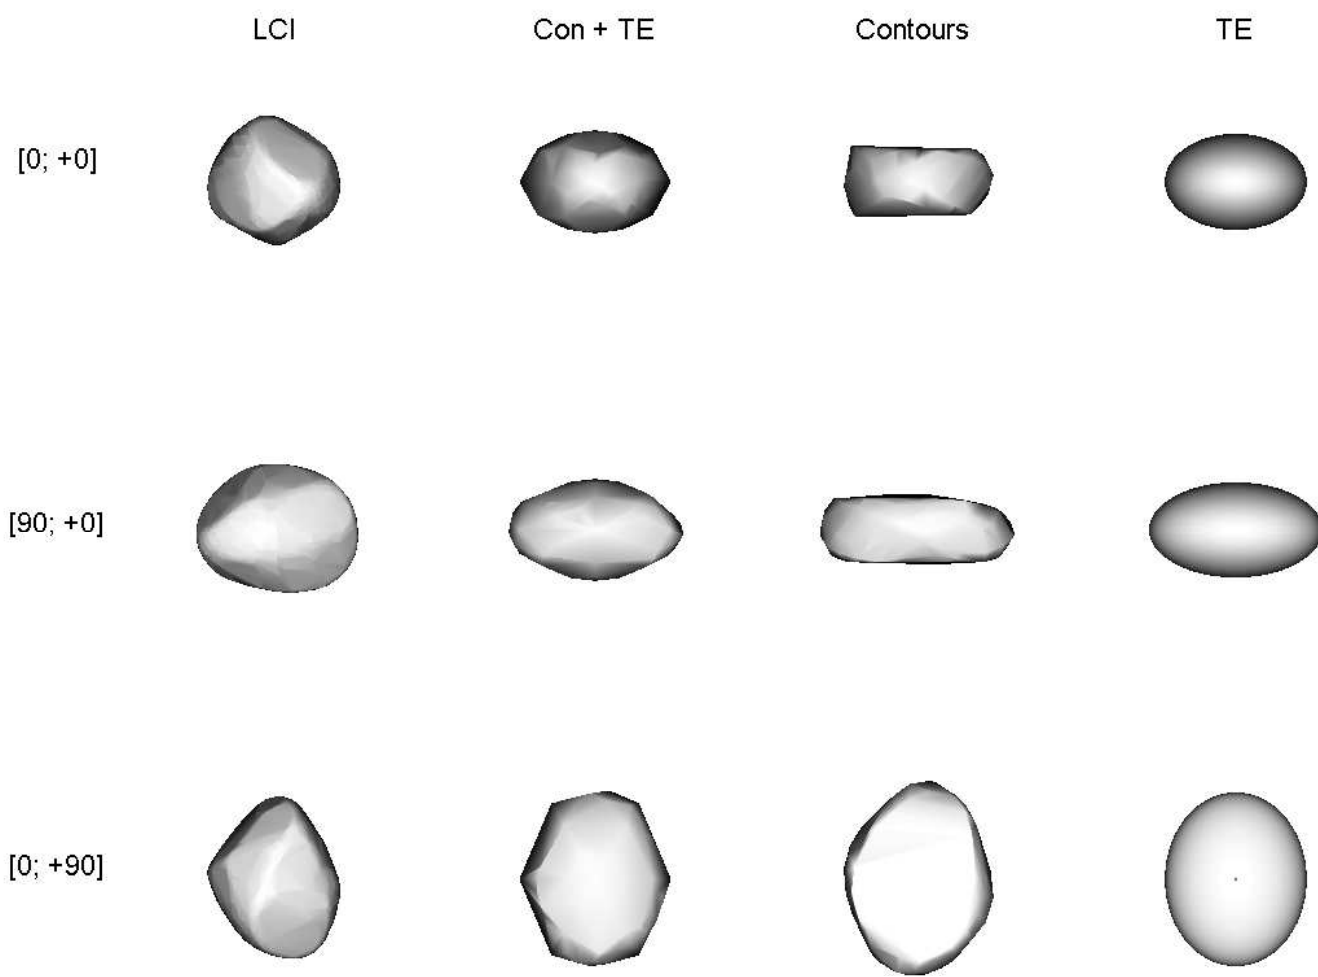 LCI Con + TE Contours TE
[0; +0]
[90; +0]
[0; +90]